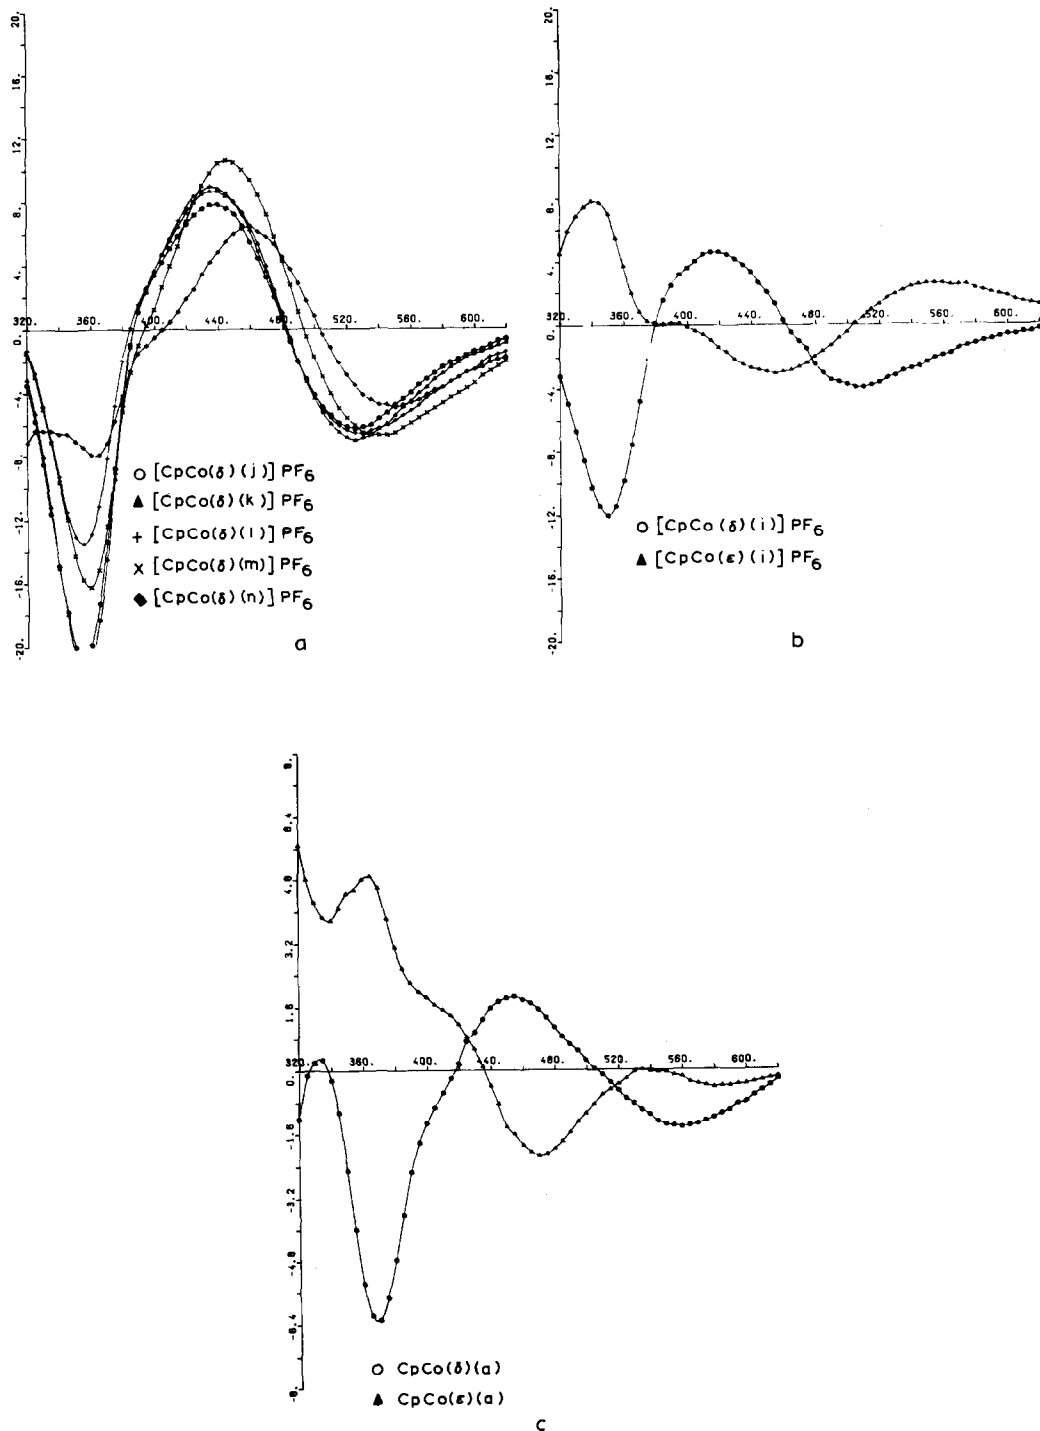 20.
16.
12.
8.
4.
0.
-4.
-8.
-12.
-16.
-20.
320. 360. 400. 440. 480. 520. 560. 600.
○ [CpCo(δ)(j)]PF6
▲ [CpCo(δ)(k)]PF6
+ [CpCo(δ)(l)]PF6
× [CpCo(δ)(m)]PF6
◆ [CpCo(δ)(n)]PF6
a
20.
16.
12.
8.
4.
0.
-4.
-8.
-12.
-16.
-20.
320. 360. 400. 440. 480. 520. 560. 600.
○ [CpCo(δ)(i)]PF6
▲ [CpCo(ε)(i)]PF6
b
8.
6.4
4.8
3.2
1.6
0.
-1.6
-3.2
-4.8
-6.4
-8.
320. 360. 400. 440. 480. 520. 560. 600.
○ CpCo(δ)(a)
▲ CpCo(ε)(a)
c